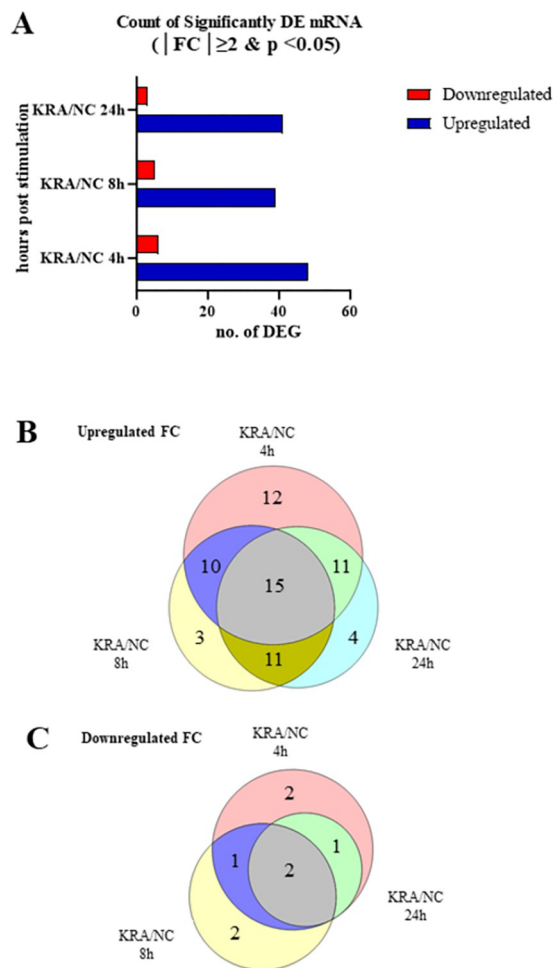 A
Count of Significantly DE mRNA
(│FC│≥2 & p <0.05)
hours post stimulation
KRA/NC 24h
KRA/NC 8h
KRA/NC 4h
0 20 40 60
no. of DEG
Downregulated
Upregulated
B
Upregulated FC
KRA/NC
4h
12
10
15
11
3
11
4
KRA/NC
8h
KRA/NC
24h
C
Downregulated FC
KRA/NC
4h
2
1
2
1
2
KRA/NC
24h
KRA/NC
8h